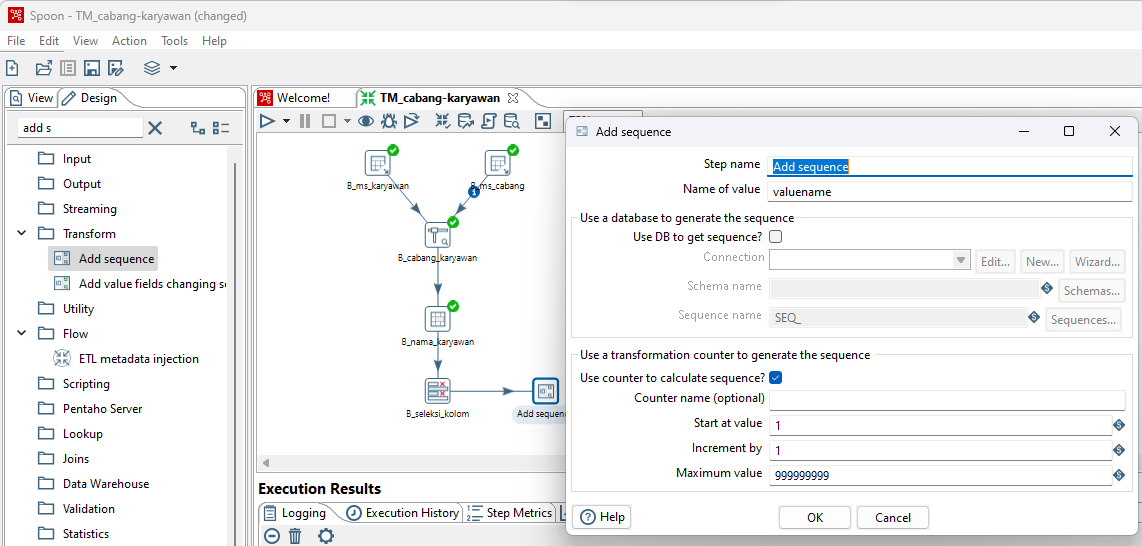 Spoon - TM_cabang-karyawan (changed)
File Edit View Action Tools Help
View Design
add s
Input
Output
Streaming
Transform
Add sequence
Add value fields changing se
Utility
Flow
ETL metadata injection
Scripting
Pentaho Server
Lookup
Joins
Data Warehouse
Validation
Statistics
Welcome! TM_cabang-karyawan
B_ms_karyawan
B_ms_cabang
B_cabang_karyawan
B_nama_karyawan
B_seleksi_kolom
Add sequenc
Execution Results
Logging Execution History Step Metrics
Add sequence
Step name Add sequence
Name of value valuename
Use a database to generate the sequence
Use DB to get sequence?
Connection Edit... New... Wizard...
Schema name Schemas...
Sequence name SEQ_ Sequences...
Use a transformation counter to generate the sequence
Use counter to calculate sequence?
Counter name (optional)
Start at value 1
Increment by 1
Maximum value 999999999
Help OK Cancel